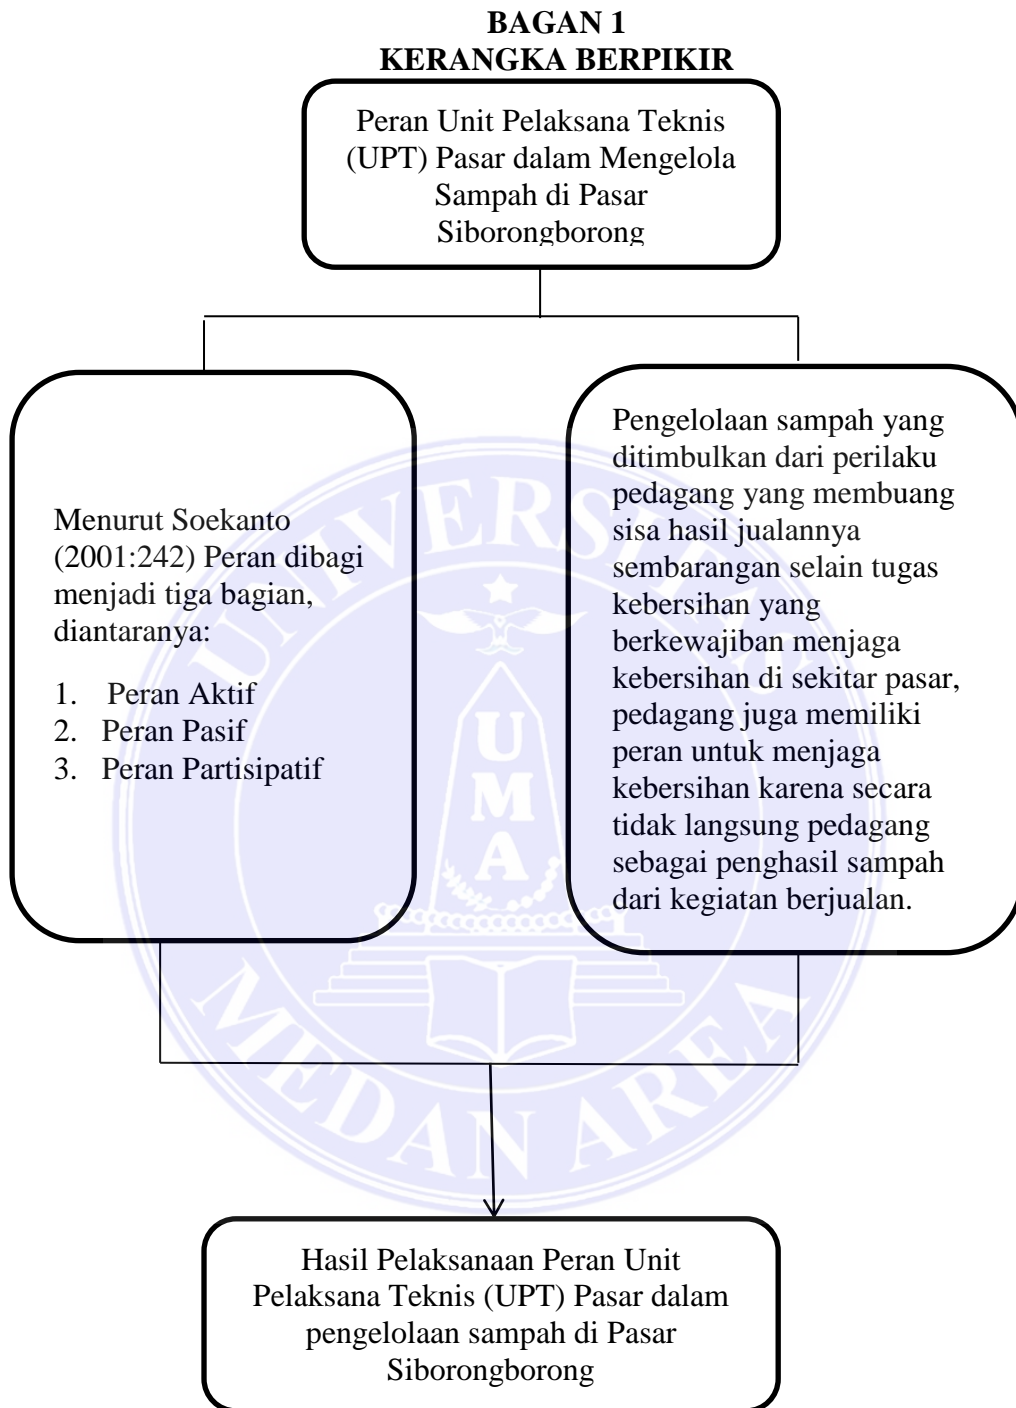 BAGAN 1
KERANGKA BERPIKIR
Peran Unit Pelaksana Teknis
(UPT) Pasar dalam Mengelola
Sampah di Pasar
Siborongborong
Menurut Soekanto
(2001:242) Peran dibagi
menjadi tiga bagian,
diantaranya:
1. Peran Aktif
2. Peran Pasif
3. Peran Partisipatif
Pengelolaan sampah yang
ditimbulkan dari perilaku
pedagang yang membuang
sisa hasil jualannya
sembarangan selain tugas
kebersihan yang
berkewajiban menjaga
kebersihan di sekitar pasar,
pedagang juga memiliki
peran untuk menjaga
kebersihan karena secara
tidak langsung pedagang
sebagai penghasil sampah
dari kegiatan berjualan.
Hasil Pelaksanaan Peran Unit
Pelaksana Teknis (UPT) Pasar dalam
pengelolaan sampah di Pasar
Siborongborong
UNIVERSITAS
UMA
MEDAN AREA